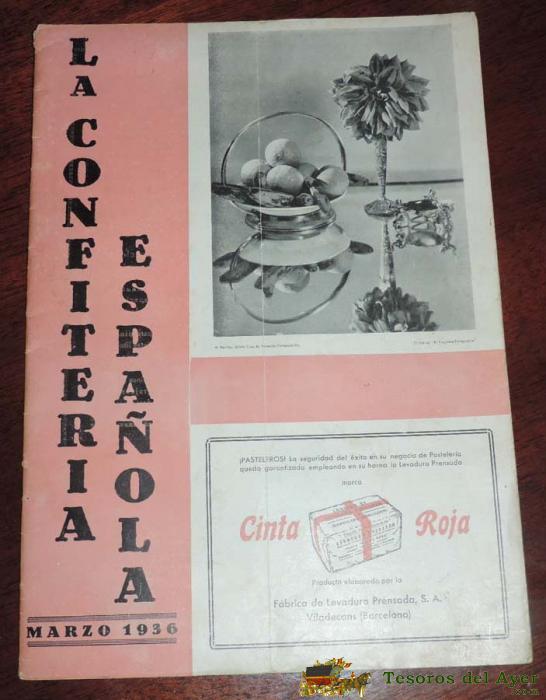 LA CONFITERIA
ESPAÑOLA
MARZO 1936
¡PASTELEROS! La seguridad del éxito en su negocio de Pastelería
queda garantizada empleando en su horno la Levadura Prensada
marca
Cinta Roja
Producto elaborado por la
Fábrica de Levadura Prensada, S. A.
Viladecans (Barcelona)
Tesoros del Ayer
.com